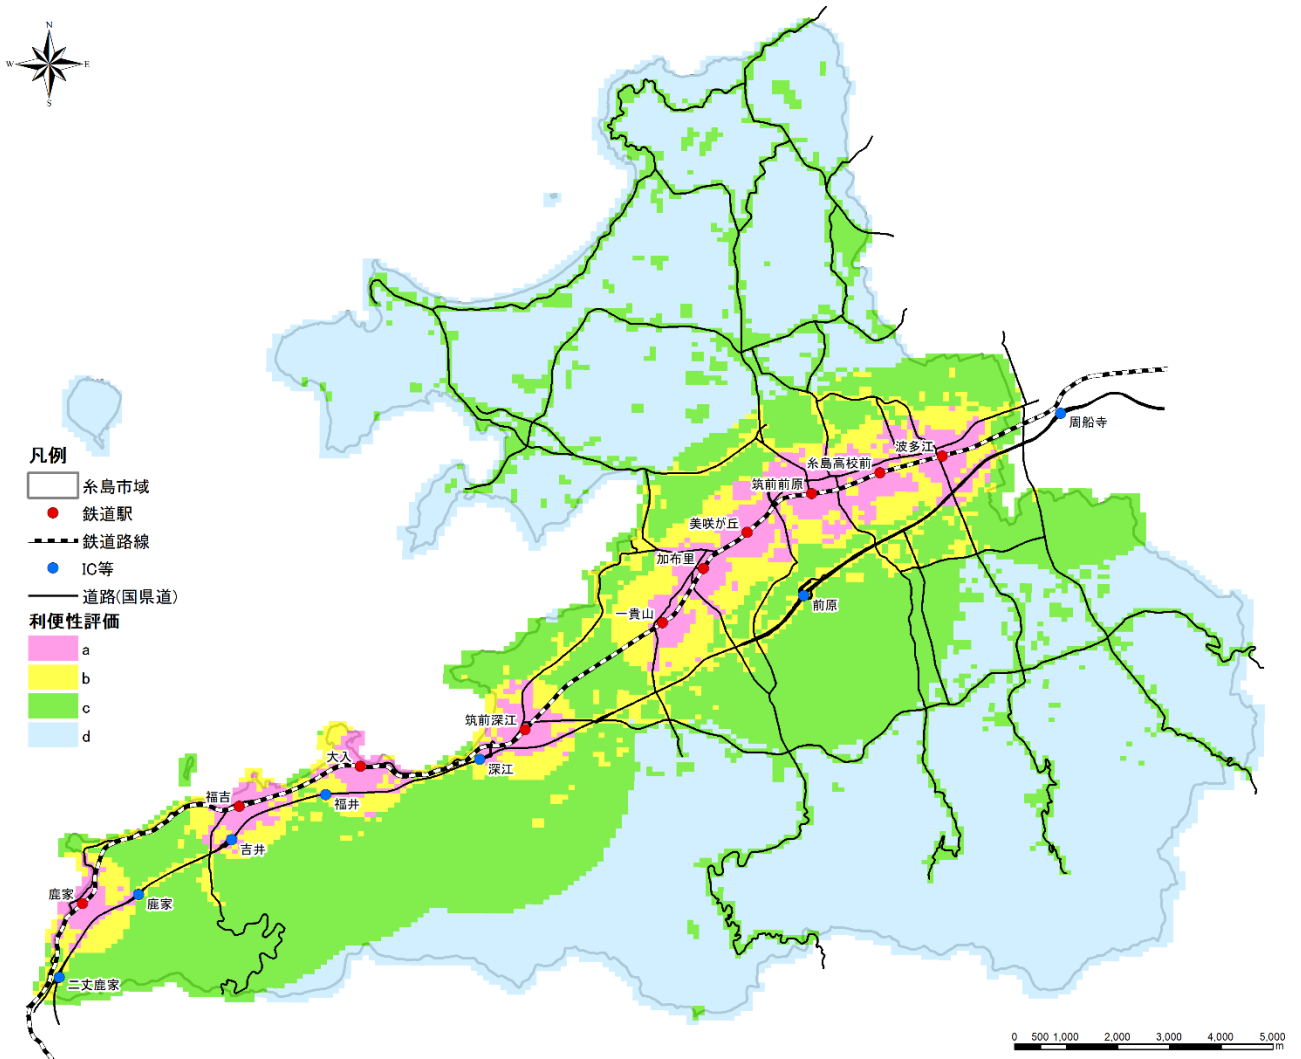 N
W
E
S
周船寺
波多江
糸島高校前
筑前前原
美咲が丘
加布里
前原
一貴山
筑前深江
深江
大入
福井
福吉
吉井
鹿家
鹿家
二丈鹿家
凡例
糸島市域
鉄道駅
鉄道路線
IC等
道路(国県道)
利便性評価
a
b
c
d
0 500 1,000 2,000 3,000 4,000 5,000
m